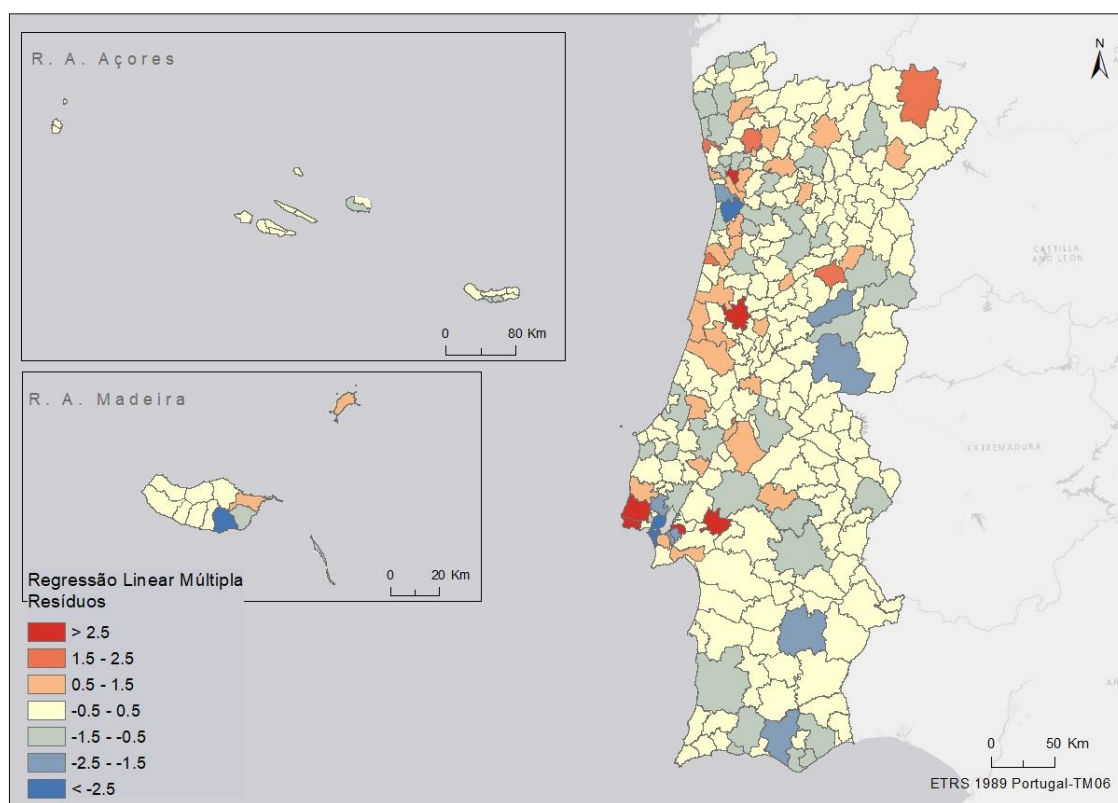 R. A. Açores
0 80 Km
R. A. Madeira
0 20 Km
Regressão Linear Múltipla
Resíduos
> 2.5
1.5 - 2.5
0.5 - 1.5
-0.5 - 0.5
-1.5 - -0.5
-2.5 - -1.5
< -2.5
N
CASTILLA
AND LEON
EXTREMADURA
AN
0 50 Km
ETRS 1989 Portugal-TM06